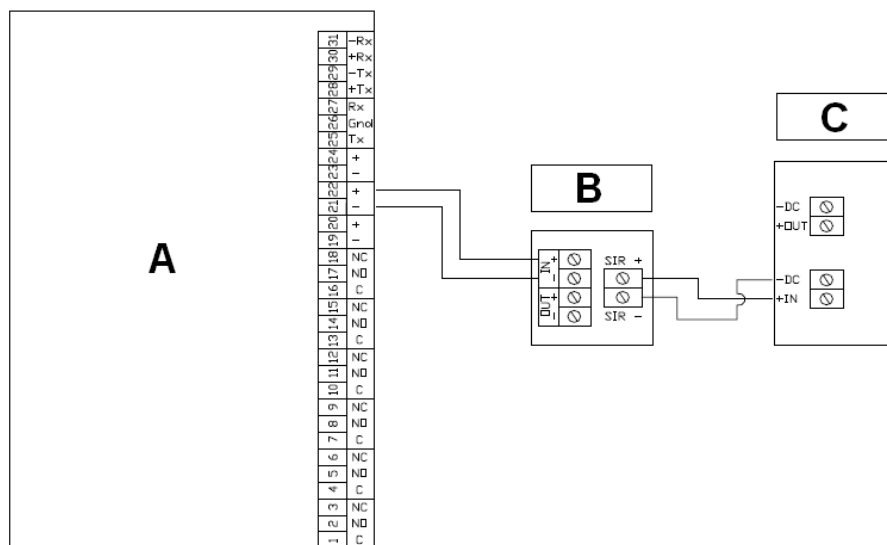 31 -Rx
30 +Rx
29 -Tx
28 +Tx
27 Rx
26 Gnd
25 Tx
24 +
23 -
22 +
21 -
20 +
19 -
18 NC
17 NO
16 C
15 NC
14 NO
13 C
12 NC
11 NO
10 C
9 NC
8 NO
7 C
6 NC
5 NO
4 C
3 NC
2 NO
1 C
A
B
IN + -
OUT + -
SIR +
SIR -
C
-DC
+OUT
-DC
+IN